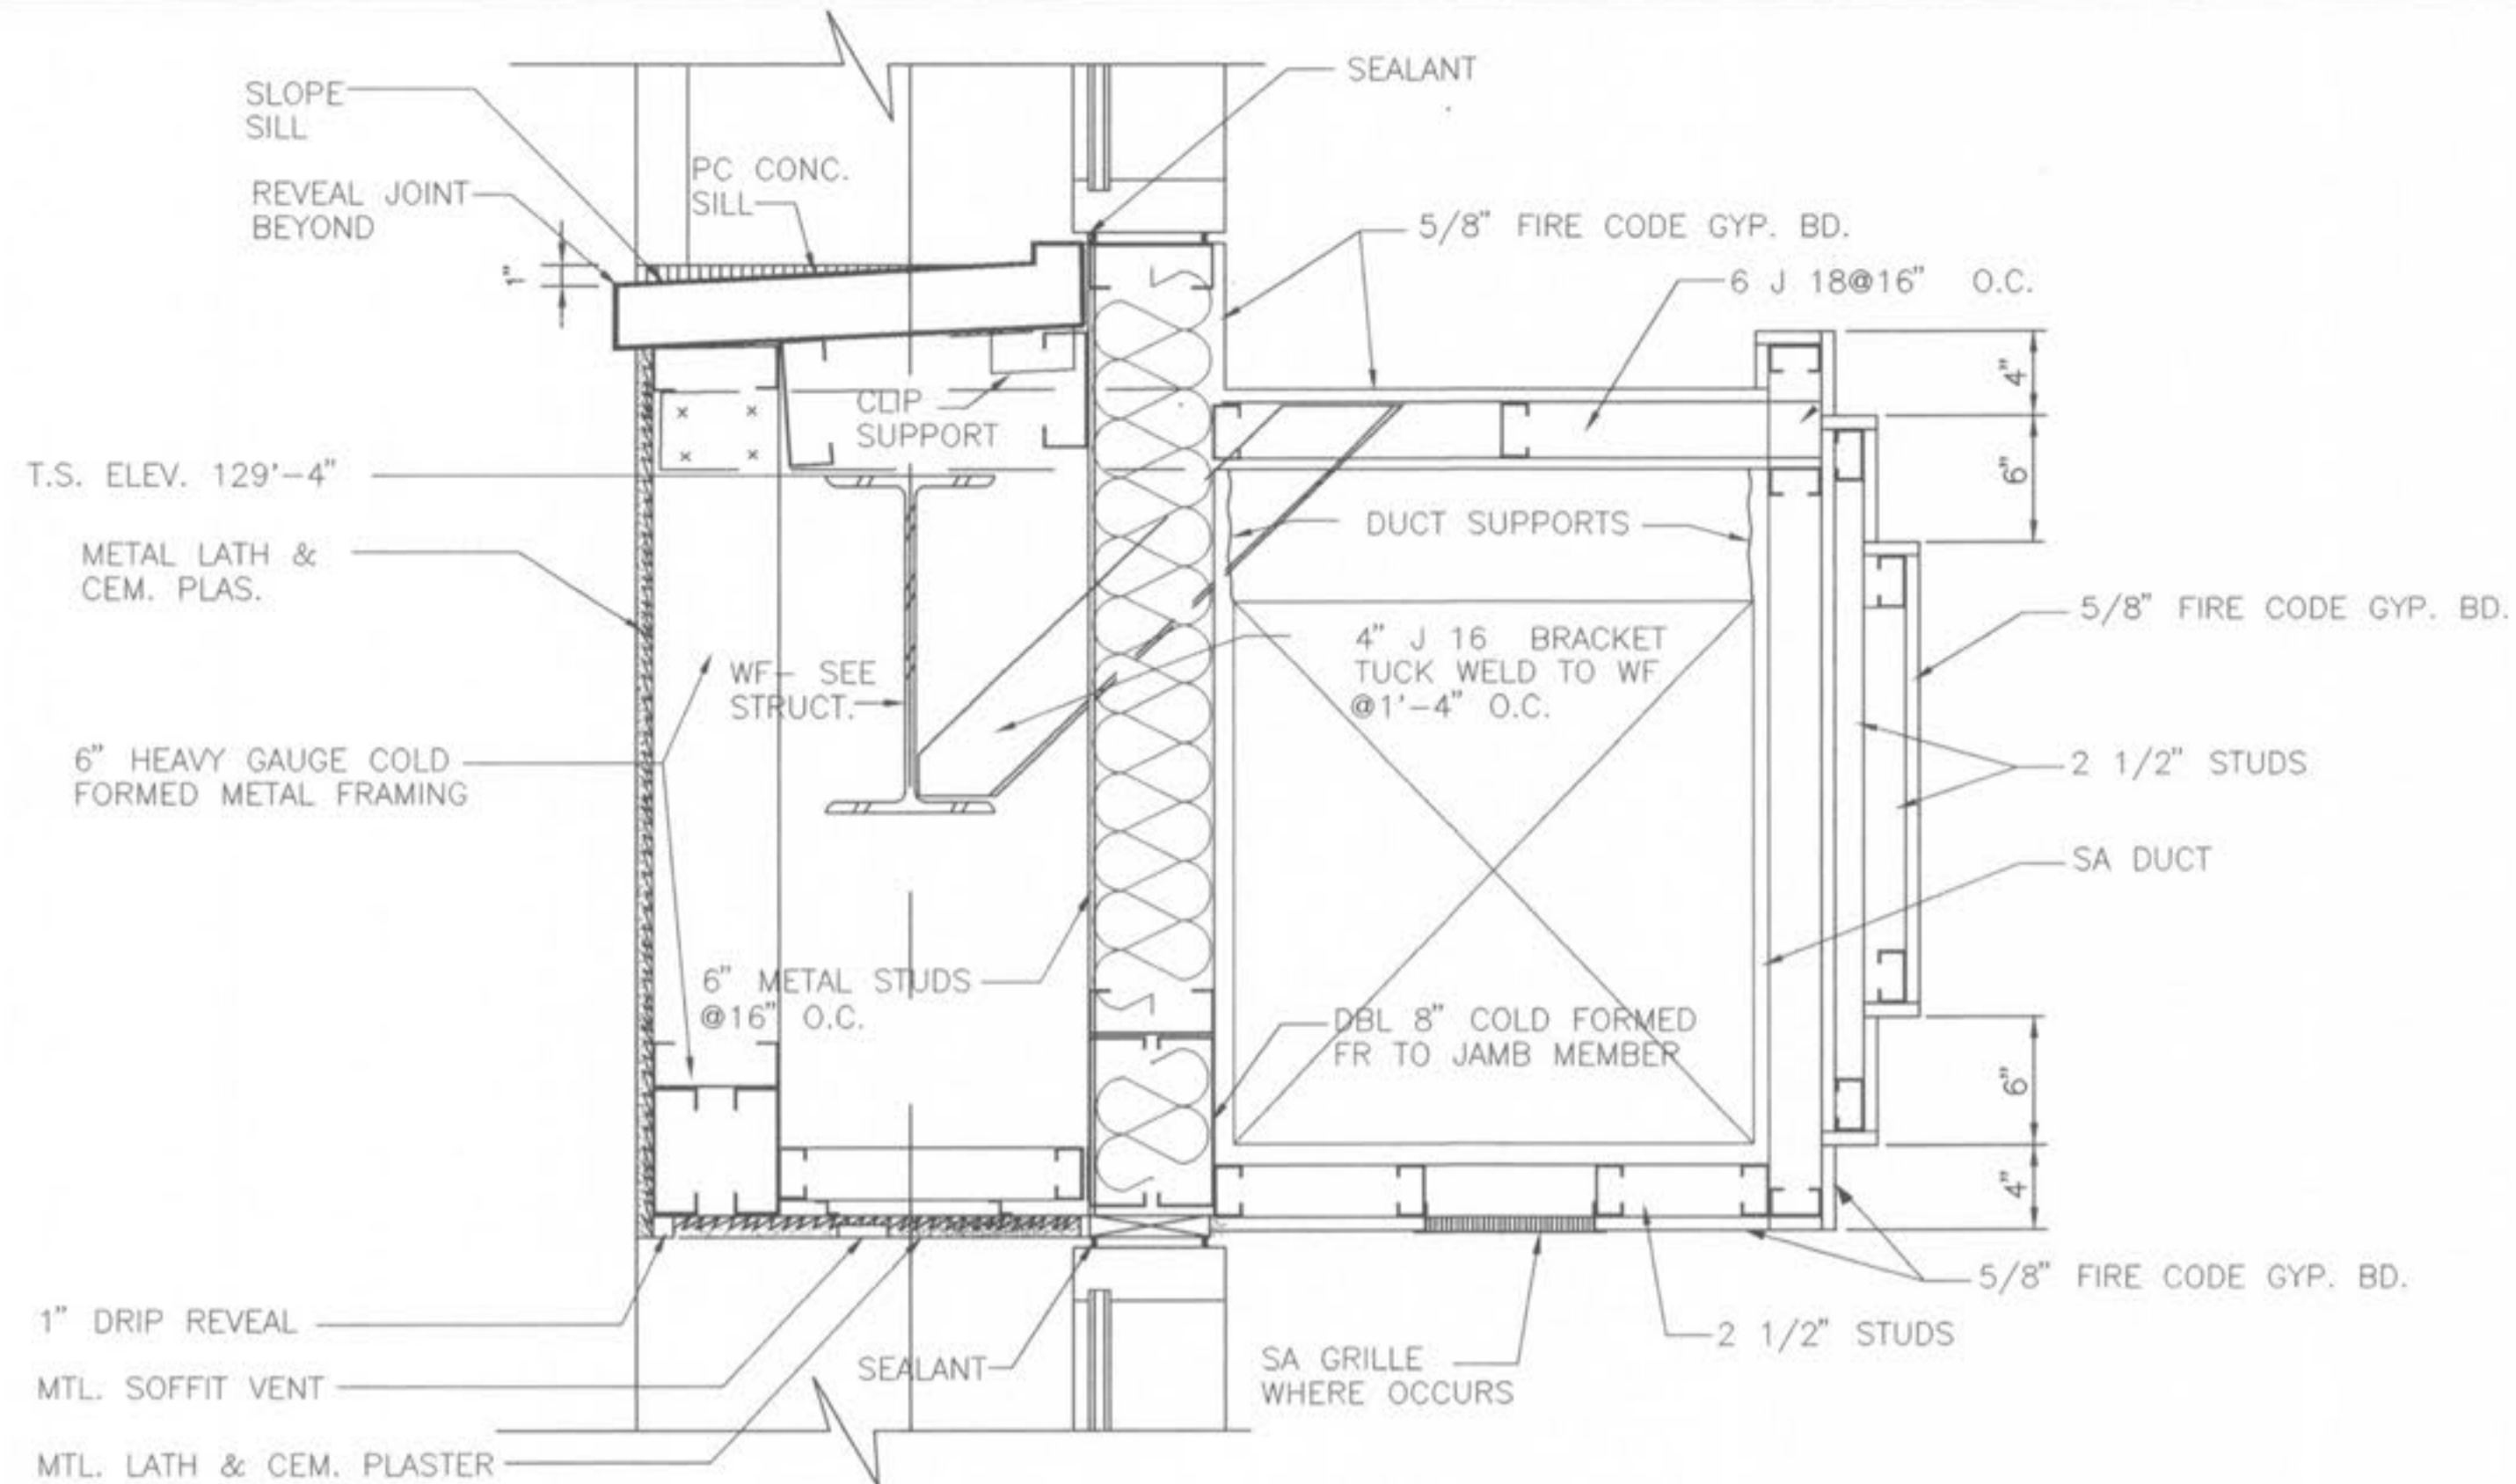 SEALANT
SLOPE
SILL
PC CONC.
SILL
REVEAL JOINT
BEYOND
5/8" FIRE CODE GYP. BD.
1"
6 J 18@16" O.C.
4"
CLIP
SUPPORT
6"
T.S. ELEV. 129'-4"
DUCT SUPPORTS
METAL LATH &
CEM. PLAS.
5/8" FIRE CODE GYP. BD.
4" J 16 BRACKET
TUCK WELD TO WF
@1'-4" O.C.
WF- SEE
STRUCT.
6" HEAVY GAUGE COLD
FORMED METAL FRAMING
2 1/2" STUDS
SA DUCT
6" METAL STUDS
@16" O.C.
DBL 8" COLD FORMED
FR TO JAMB MEMBER
6"
4"
5/8" FIRE CODE GYP. BD.
1" DRIP REVEAL
2 1/2" STUDS
SEALANT
SA GRILLE
WHERE OCCURS
MTL. SOFFIT VENT
MTL. LATH & CEM. PLASTER